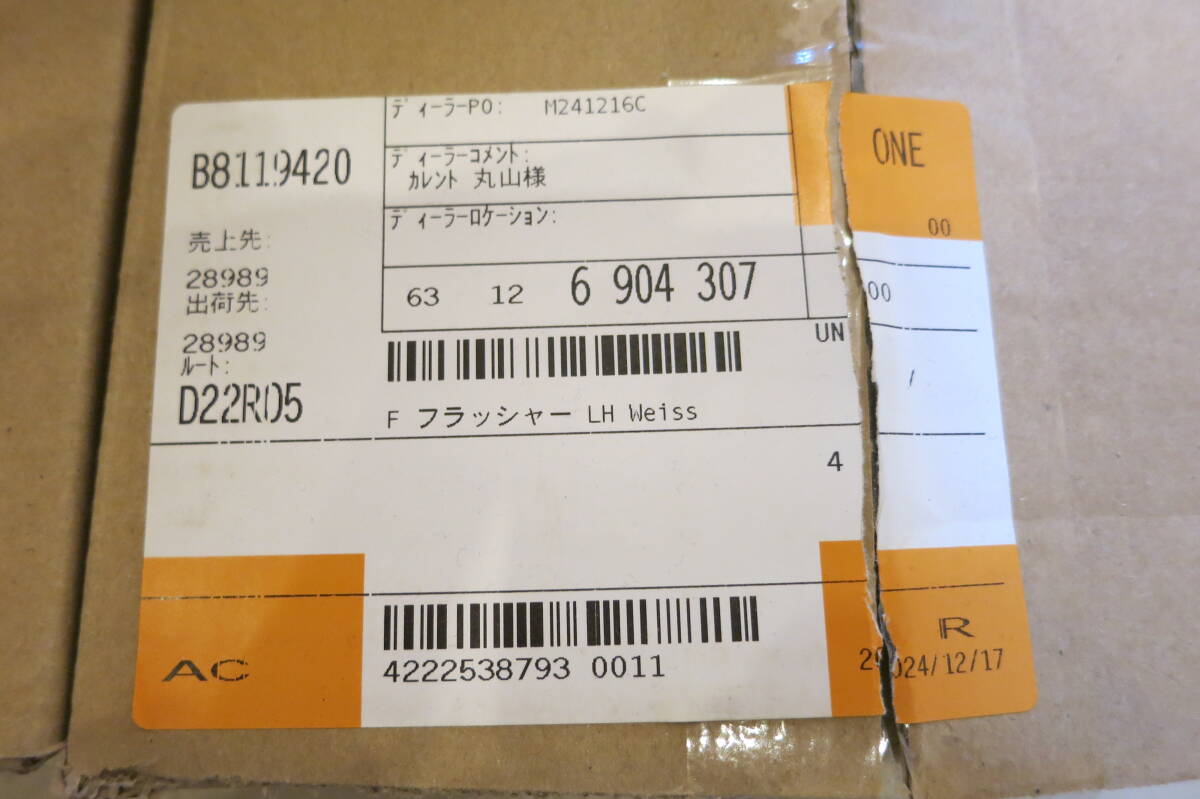 ディーラーPO: M241216C
ONE
B8119420
ディーラーコメント:
カレント 丸山様
00
ディーラーロケーション:
売上先:
28989
63 12 6 904 307
00
出荷先:
28989
UN
ルート:
D22R05
F フラッシャー LH Weiss
/
4
4222538793 0011
AC
R
2024/12/17